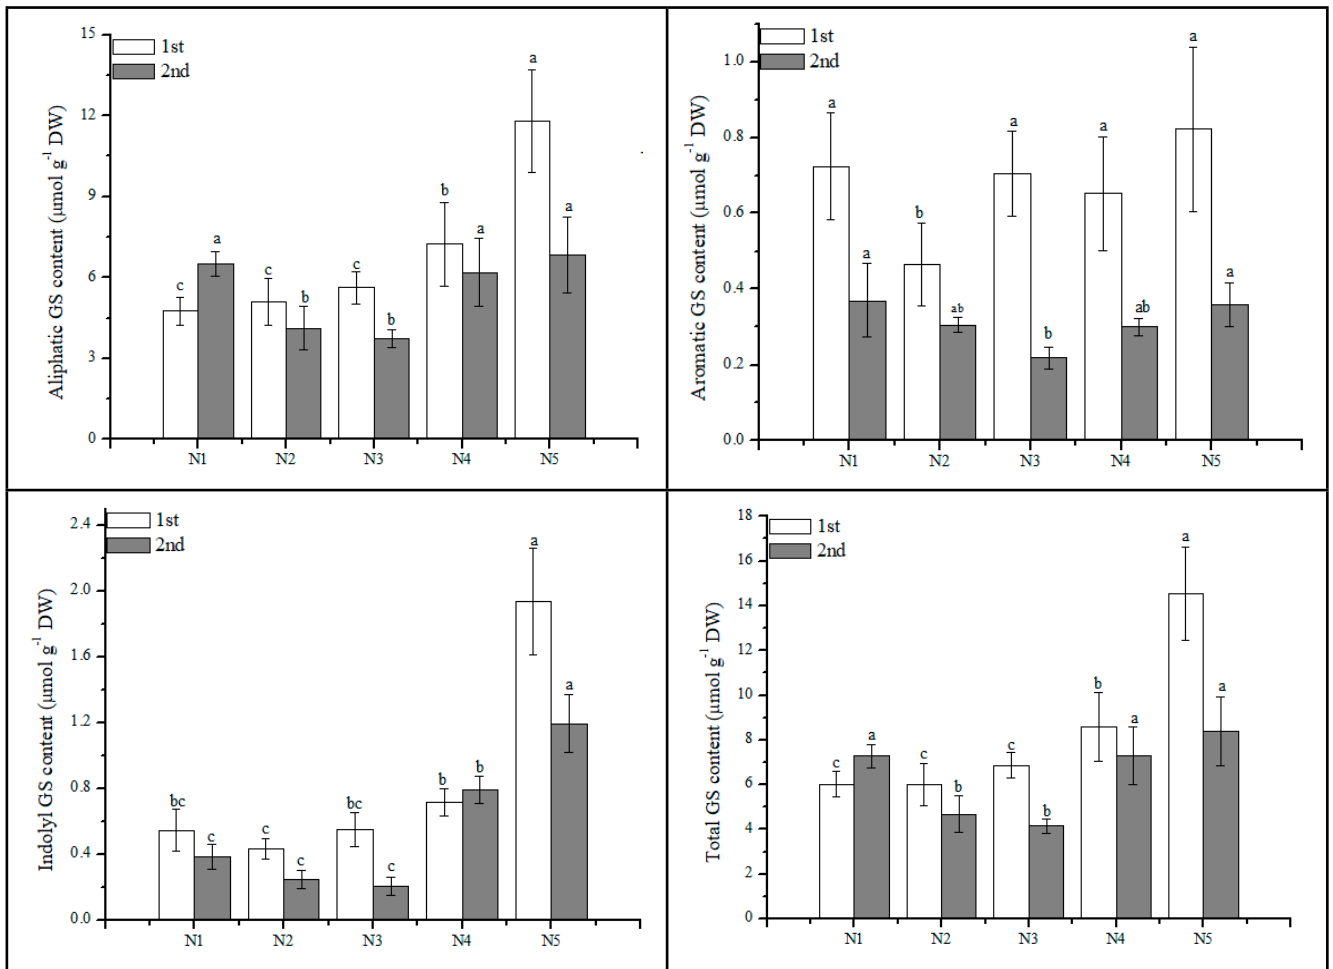 Aliphatic GS content (μmol g⁻¹ DW)
15
12
9
6
3
0
1st
2nd
c
a
c
b
c
b
b
a
a
a
N1 N2 N3 N4 N5
Aromatic GS content (μmol g⁻¹ DW)
1.0
0.8
0.6
0.4
0.2
0.0
1st
2nd
a
a
b
ab
a
b
a
ab
a
a
N1 N2 N3 N4 N5
Indolyl GS content (μmol g⁻¹ DW)
2.4
2.0
1.6
1.2
0.8
0.4
0.0
1st
2nd
bc
c
c
c
bc
c
b
b
a
a
N1 N2 N3 N4 N5
Total GS content (μmol g⁻¹ DW)
18
16
14
12
10
8
6
4
2
0
1st
2nd
c
a
c
b
c
b
b
a
a
a
N1 N2 N3 N4 N5